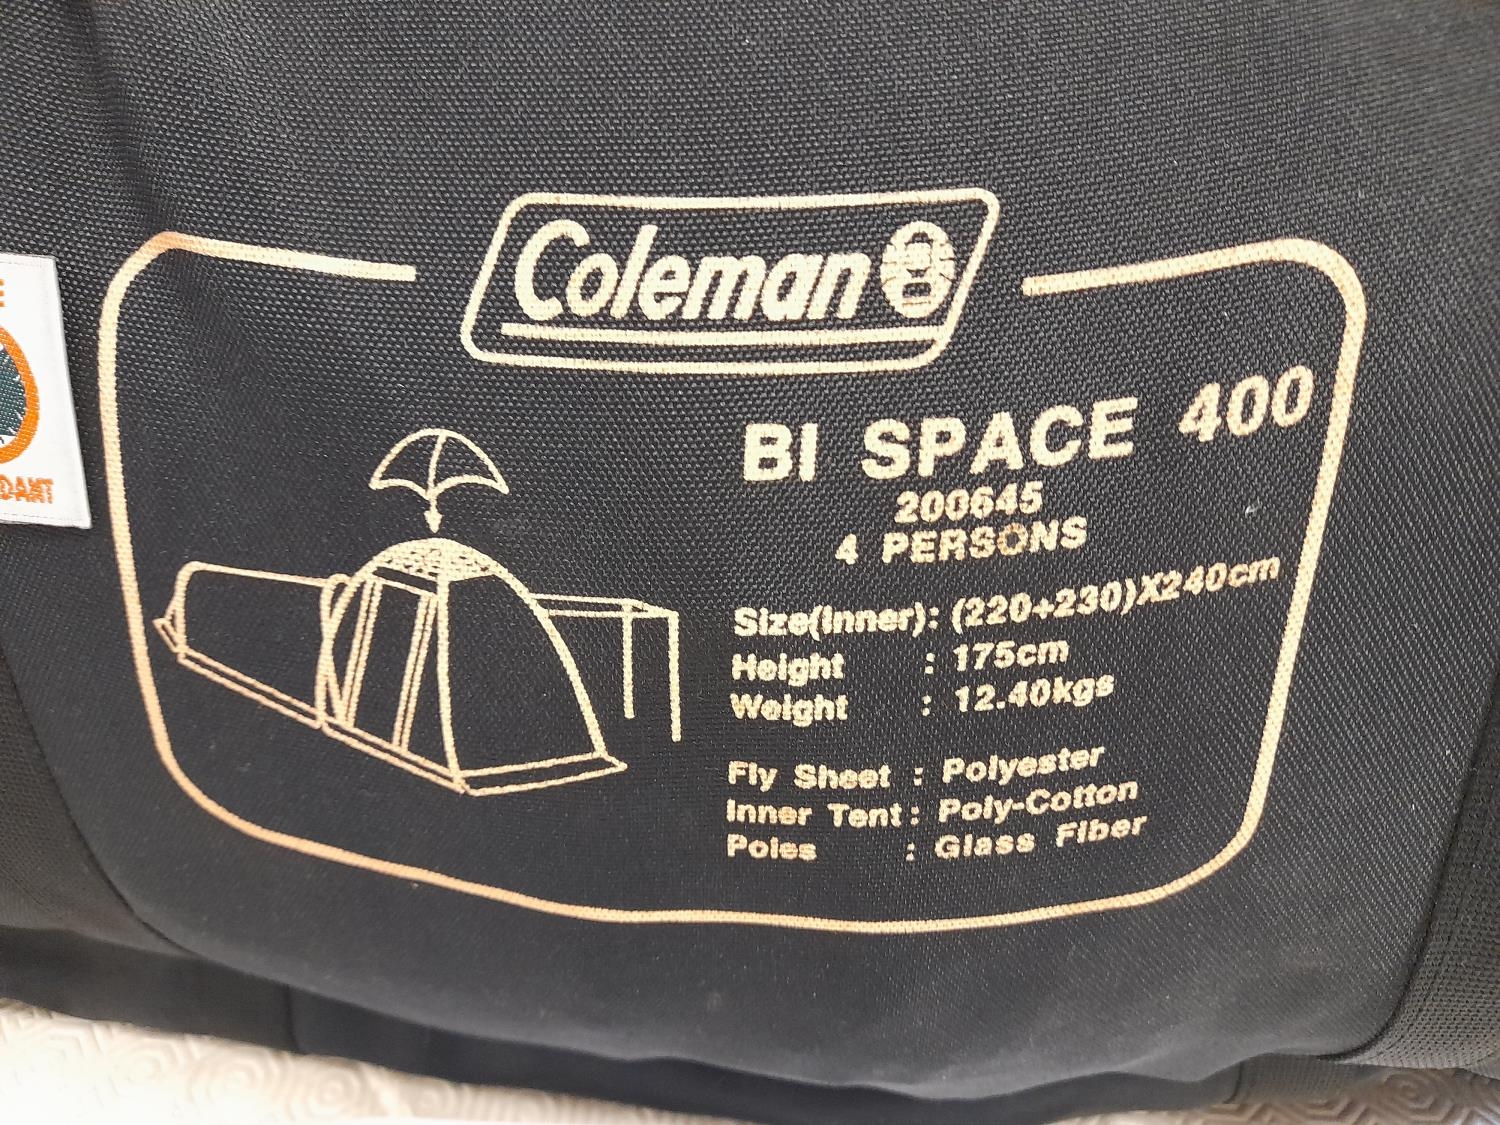 Coleman
BI SPACE 400
200645
4 PERSONS
Size(Inner): (220+230)X240cm
Height : 175cm
Weight : 12.40kgs
Fly Sheet : Polyester
Inner Tent : Poly-Cotton
Poles : Glass Fiber